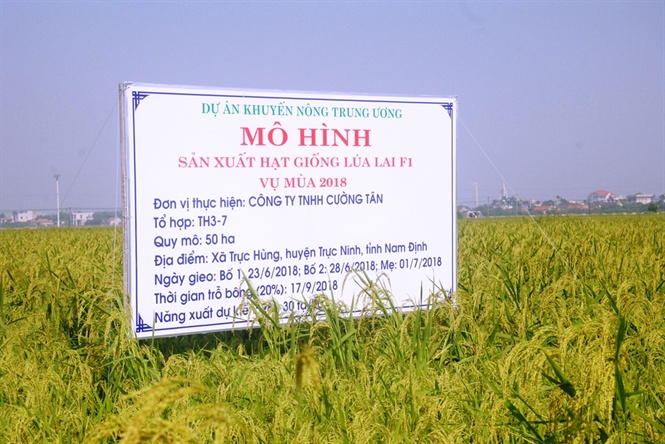 DỰ ÁN KHUYẾN NÔNG TRUNG ƯƠNG
MÔ HÌNH
SẢN XUẤT HẠT GIỐNG LÚA LAI F1
VỤ MÙA 2018
Đơn vị thực hiện: CÔNG TY TNHH CƯỜNG TÂN
Tổ hợp: TH3-7
Quy mô: 50 ha
Địa điểm: Xã Trực Hùng, huyện Trực Ninh, tỉnh Nam Định
Ngày gieo: Bố 1: 23/6/2018; Bố 2: 28/6/2018; Mẹ: 01/7/2018
Thời gian trỗ bông (20%): 17/9/2018
Năng xuất dự 30